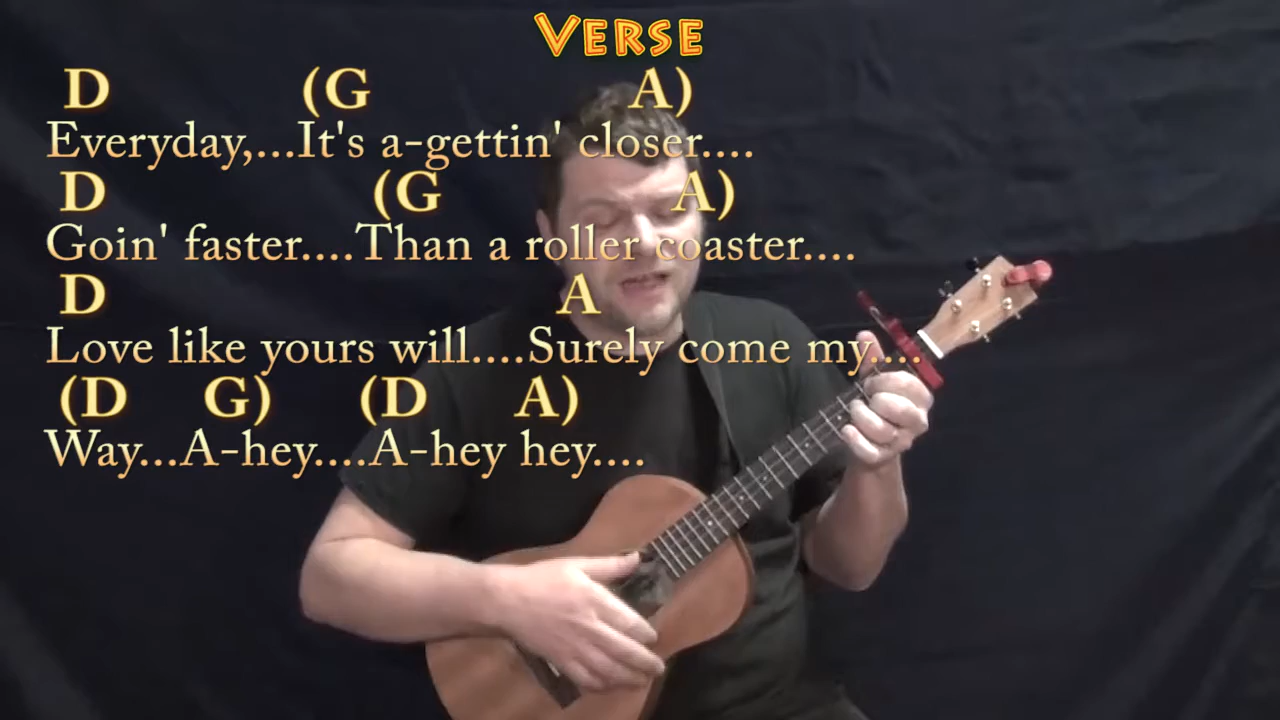 VERSE
D (G A)
Everyday,...It's a-gettin' closer....
D (G A)
Goin' faster....Than a roller coaster....
D A
Love like yours will....Surely come my....
(D G) (D A)
Way...A-hey....A-hey hey....